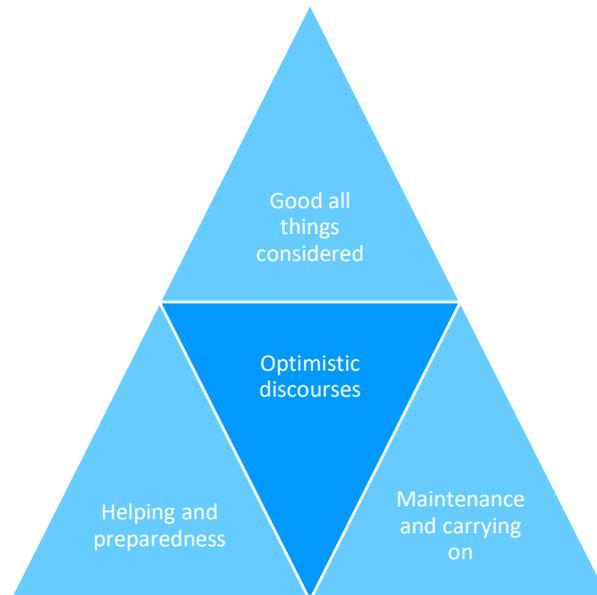 Good all
things
considered
Optimistic
discourses
Helping and
preparedness
Maintenance
and carrying
on